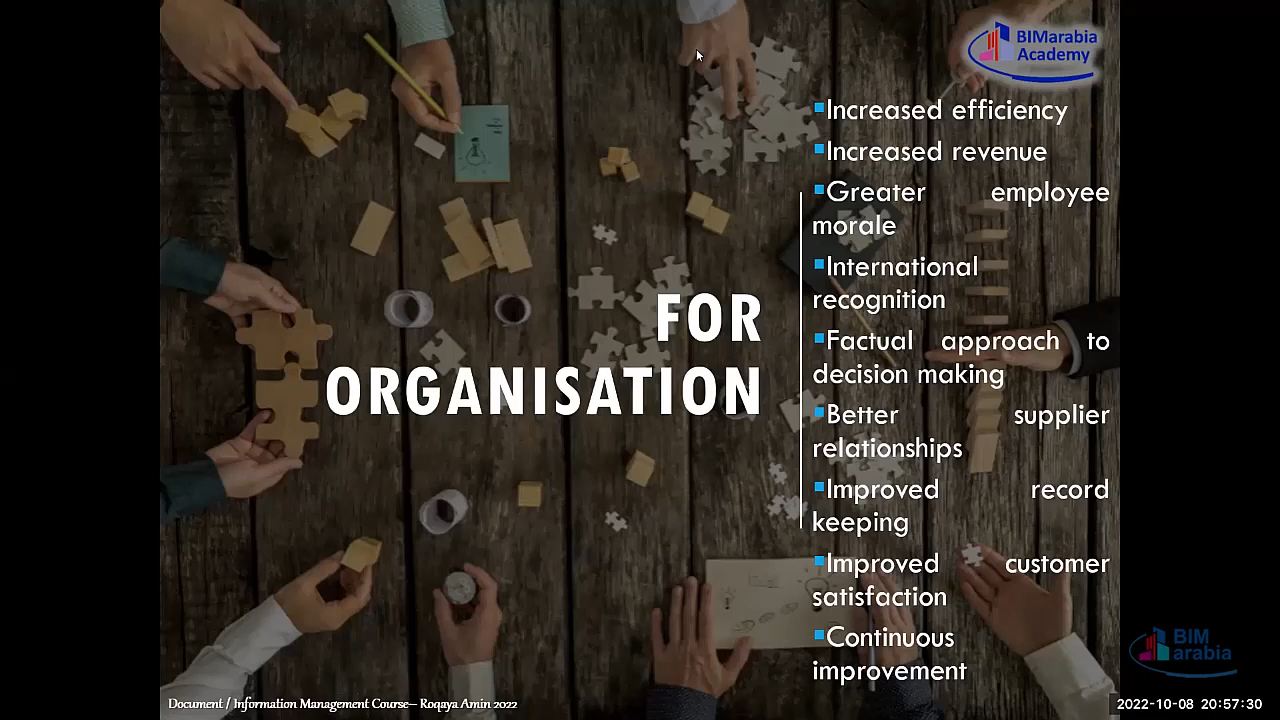 BIMarabia
Academy
FOR
ORGANISATION
Increased efficiency
Increased revenue
Greater employee
morale
International
recognition
Factual approach to
decision making
Better supplier
relationships
Improved record
keeping
Improved customer
satisfaction
Continuous
improvement
BIM
arabia
Document / Information Management Course– Roqaya Amin 2022
2022-10-08 20:57:30